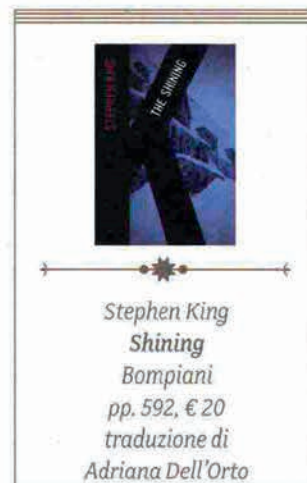 STEPHEN KING
THE SHINING
Stephen King
Shining
Bompiani
pp. 592, € 20
traduzione di
Adriana Dell'Orto